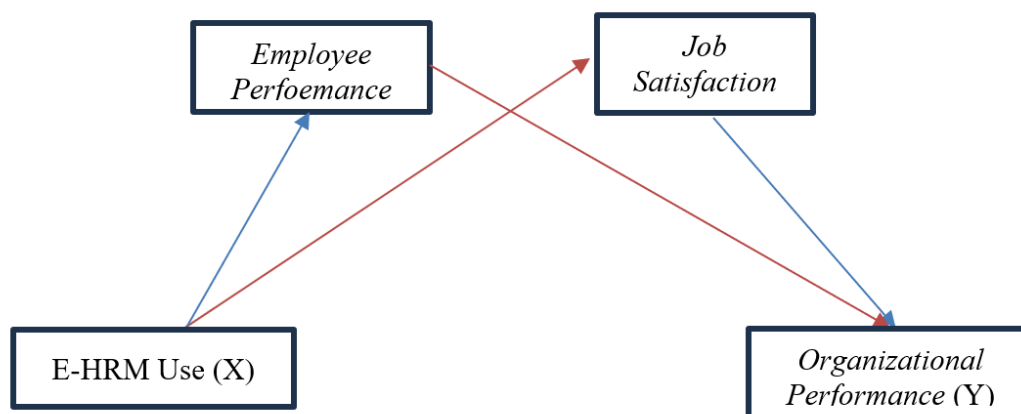 Employee
Perfoemance
Job
Satisfaction
E-HRM Use (X)
Organizational
Performance (Y)